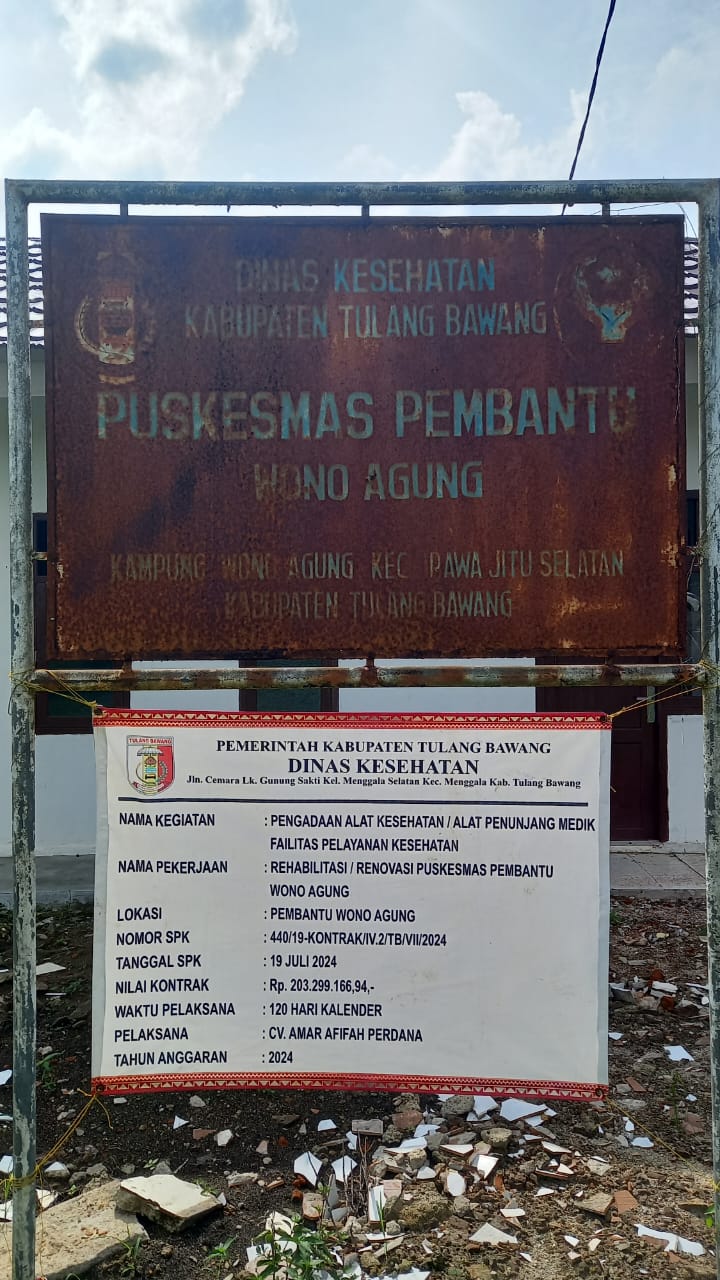 DINAS KESEHATAN
KABUPATEN TULANG BAWANG
PUSKESMAS PEMBANTU
WONO AGUNG
KAMPUNG WONO AGUNG KEC RAWA JITU SELATAN
KABUPATEN TULANG BAWANG
TULANG BAWANG
PEMERINTAH KABUPATEN TULANG BAWANG
DINAS KESEHATAN
Jln. Cemara Lk. Gunung Sakti Kel. Menggala Selatan Kec. Menggala Kab. Tulang Bawang
NAMA KEGIATAN : PENGADAAN ALAT KESEHATAN / ALAT PENUNJANG MEDIK
FAILITAS PELAYANAN KESEHATAN
NAMA PEKERJAAN : REHABILITASI / RENOVASI PUSKESMAS PEMBANTU
WONO AGUNG
LOKASI : PEMBANTU WONO AGUNG
NOMOR SPK : 440/19-KONTRAK/IV.2/TB/VII/2024
TANGGAL SPK : 19 JULI 2024
NILAI KONTRAK : Rp. 203.299.166,94,-
WAKTU PELAKSANA : 120 HARI KALENDER
PELAKSANA : CV. AMAR AFIFAH PERDANA
TAHUN ANGGARAN : 2024